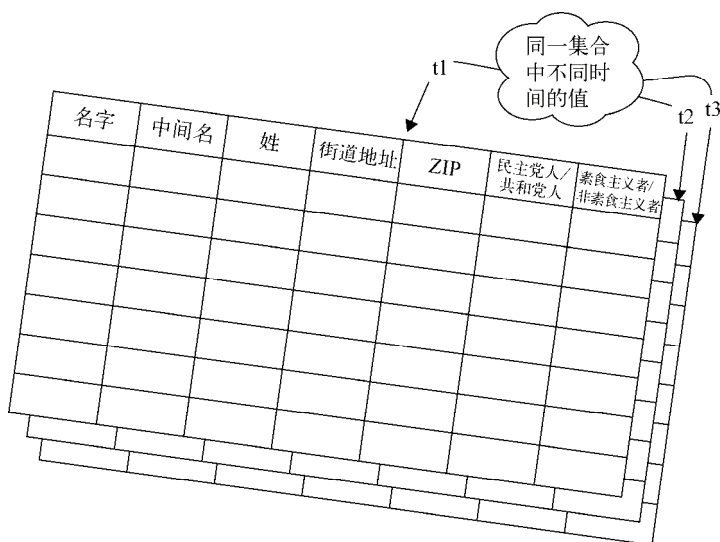 同一集合
中不同时
间的值
t1
t2
t3
名字
中间名
姓
街道地址
ZIP
民主党人/
共和党人
素食主义者/
非素食主义者